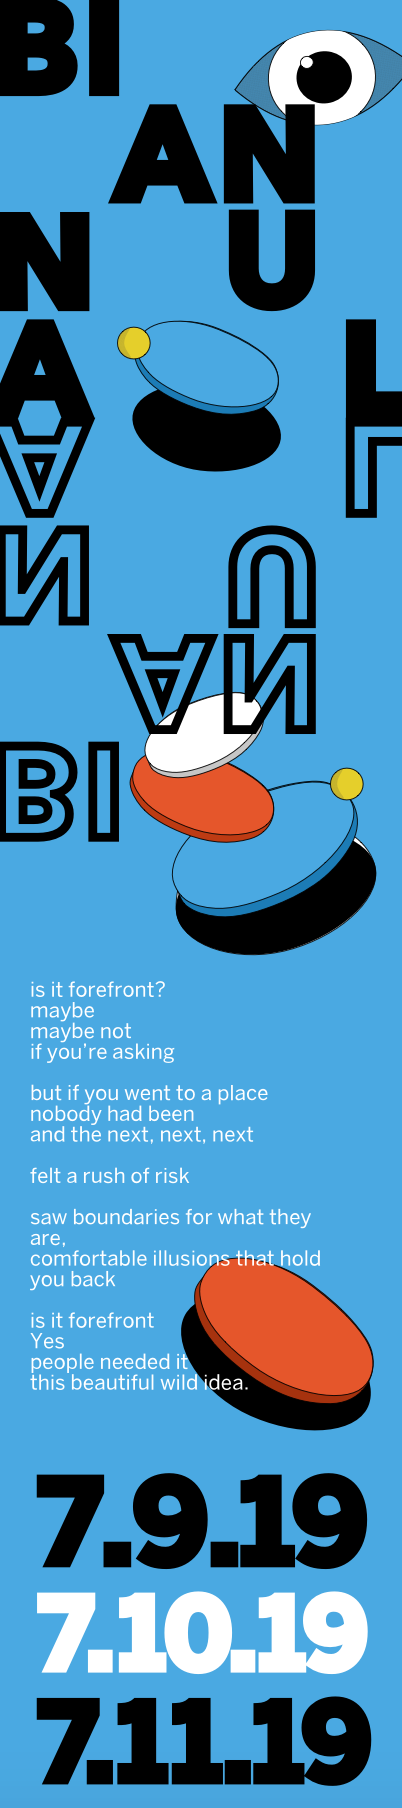 BI
AN
N U
A L
A L
N U
AN
BI
is it forefront?
maybe
maybe not
if you’re asking
but if you went to a place
nobody had been
and the next, next, next
felt a rush of risk
saw boundaries for what they
are,
comfortable illusions that hold
you back
is it forefront
Yes
people needed it
this beautiful wild idea.
7.9.19
7.10.19
7.11.19